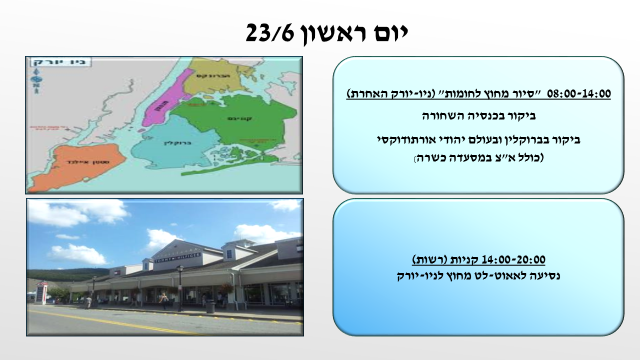 יום ראשון 23/6
ניו יורק
הברונקס
מנהטן
קווינס
ברוקלין
סטטן איילנד
08:00-14:00 "סיור מחוץ לחומות" (ניו-יורק האחרת)
ביקור בכנסיה השחורה
ביקור בברוקלין ובעולם יהודי אורתודוקסי
(כולל א"צ במסעדה כשרה)
14:00-20:00 קניות (רשות)
נסיעה לאאוט-לט מחוץ לניו-יורק